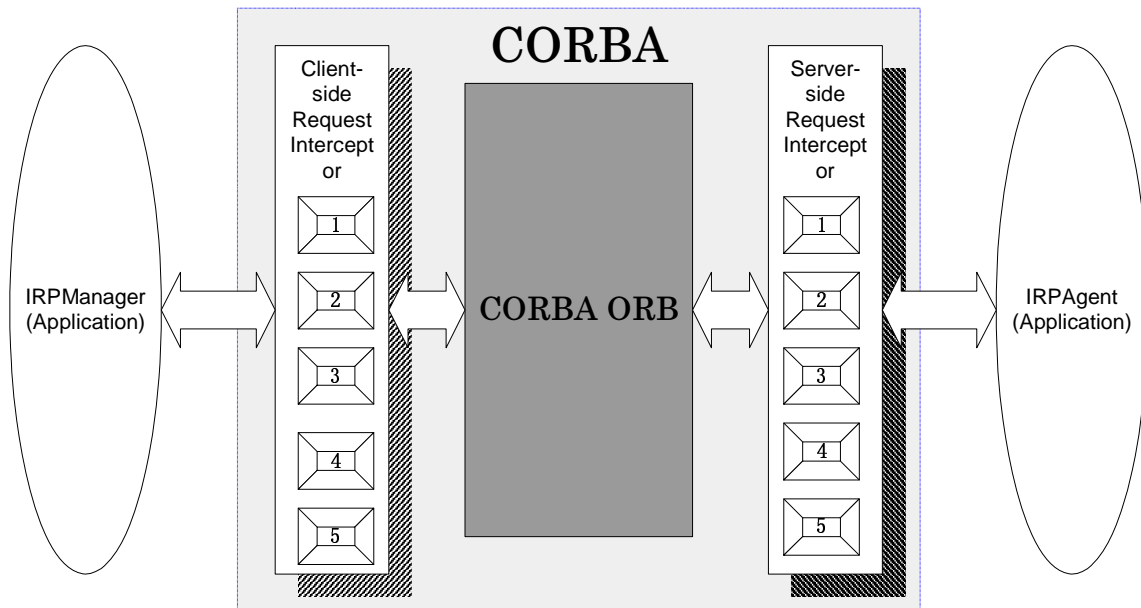 CORBA
Client-
side
Request
Intercept
or
1
2
3
4
5
IRPManager
(Application)
CORBA ORB
Server-
side
Request
Intercept
or
1
2
3
4
5
IRPAgent
(Application)